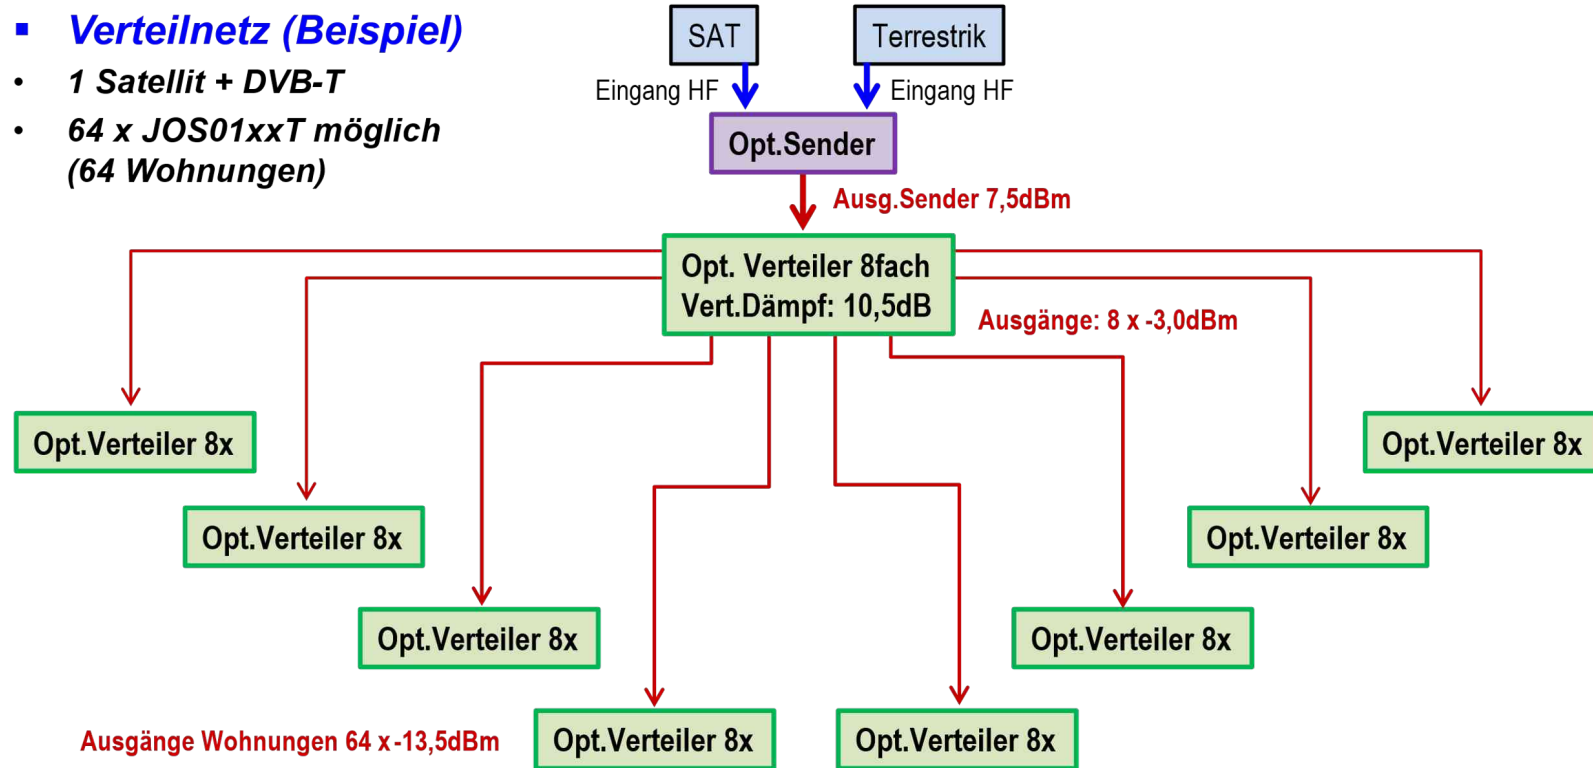 Verteilnetz (Beispiel)
1 Satellit + DVB-T
64 x JOS01xxT möglich
(64 Wohnungen)
SAT
Terrestrik
Eingang HF
Eingang HF
Opt.Sender
Ausg.Sender 7,5dBm
Opt. Verteiler 8fach
Vert.Dämpf: 10,5dB
Ausgänge: 8 x -3,0dBm
Opt.Verteiler 8x
Opt.Verteiler 8x
Opt.Verteiler 8x
Opt.Verteiler 8x
Opt.Verteiler 8x
Opt.Verteiler 8x
Ausgänge Wohnungen 64 x -13,5dBm
Opt.Verteiler 8x
Opt.Verteiler 8x